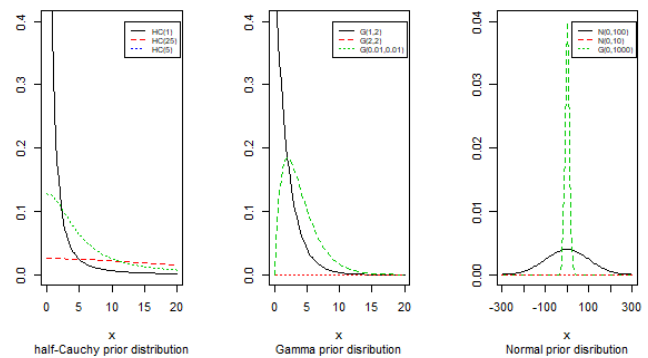 0.4
0.3
0.2
0.1
0.0
HC(1)
HC(25)
HC(5)
0 5 10 15 20
x
half-Cauchy prior distribution
0.4
0.3
0.2
0.1
0.0
G(1,2)
G(2,2)
G(0.01,0.01)
0 5 10 15 20
x
Gamma prior disribution
0.04
0.03
0.02
0.01
0.00
N(0,100)
N(0,10)
G(0,1000)
-300 -100 100 300
x
Normal prior disribution